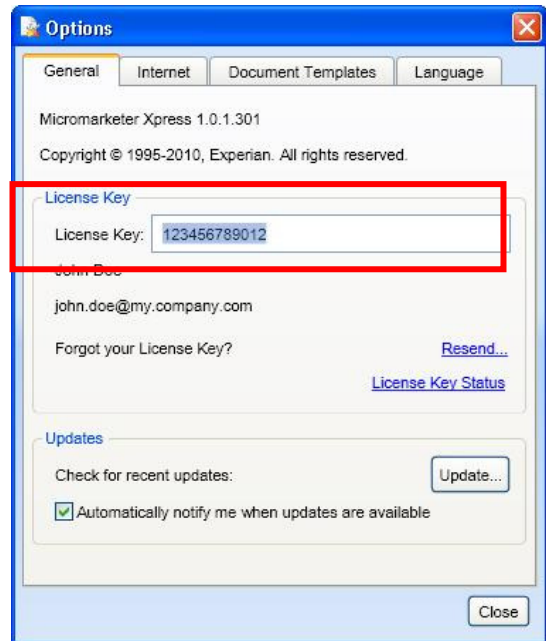 Options
General Internet Document Templates Language
Micromarketer Xpress 1.0.1.301
Copyright © 1995-2010, Experian. All rights reserved.
License Key
License Key: 123456789012
John Doe
john.doe@my.company.com
Forgot your License Key? Resend...
License Key Status
Updates
Check for recent updates: Update...
Automatically notify me when updates are available
Close